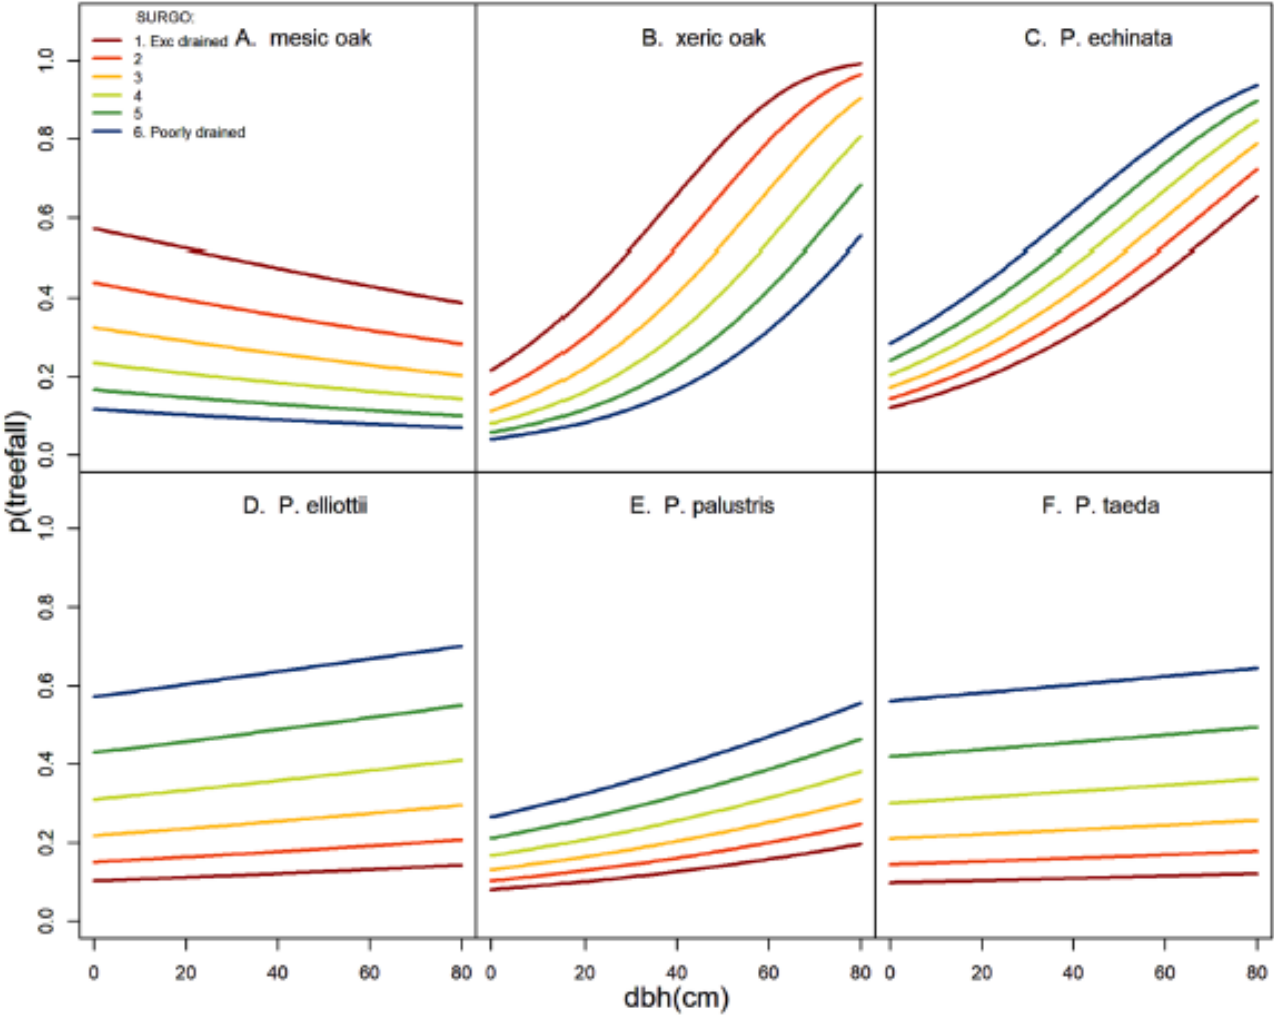 SURGO:
1. Exc drained
2
3
4
5
6. Poorly drained
A. mesic oak
B. xeric oak
C. P. echinata
1.0
0.8
0.6
0.4
0.2
0.0
p(treefall)
D. P. elliottii
E. P. palustris
F. P. taeda
1.0
0.8
0.6
0.4
0.2
0.0
0 20 40 60 80
0 20 40 60 80
0 20 40 60 80
dbh(cm)